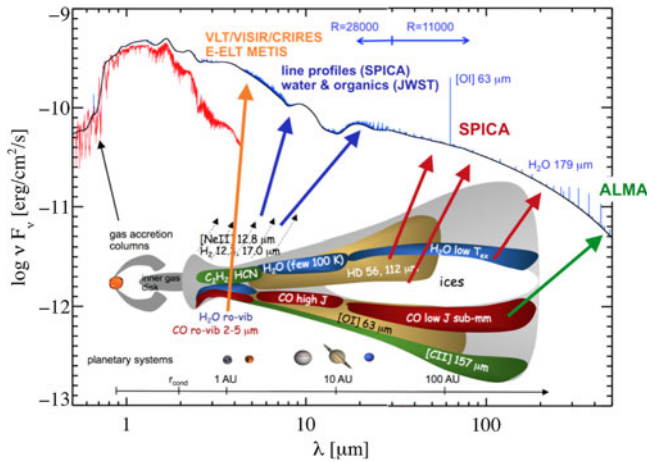 -9
-10
-11
-12
-13
log ν Fν [erg/cm²/s]
VLT/VISIR/CRIRES
E-ELT METIS
R=28000
R=11000
line profiles (SPICA)
water & organics (JWST)
[OI] 63 μm
SPICA
H₂O 179 μm
ALMA
gas accretion
columns
[NeII] 12.8 μm
H₂ 12.3, 17.0 μm
inner gas
disk
C₂H₂ HCN
H₂O (few 100 K)
H₂O low Tex
HD 56, 112 μm
ices
CO high J
CO low J sub-mm
H₂O ro-vib
CO ro-vib 2-5 μm
[OI] 63 μm
[CII] 157 μm
planetary systems
rcond
1 AU
10 AU
100 AU
1
10
100
λ [μm]